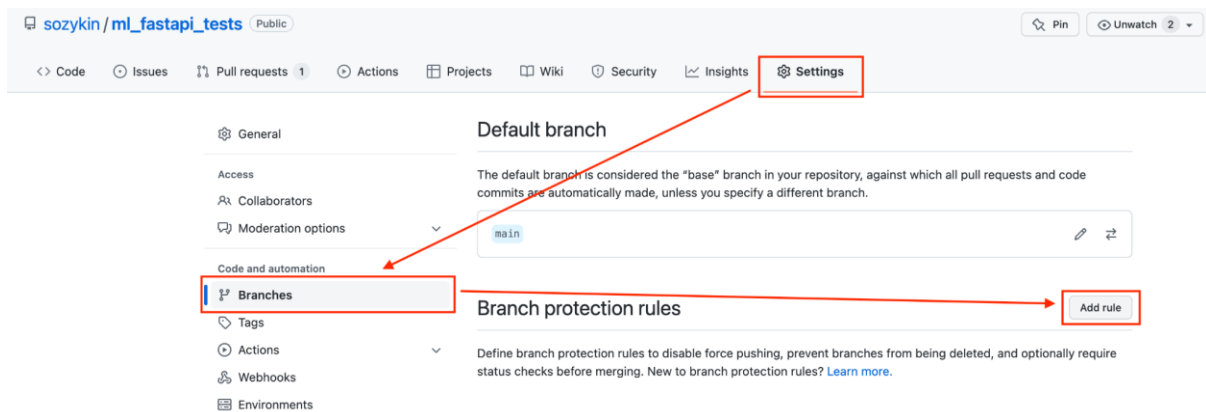 sozykin / ml_fastapi_tests Public
Pin
Unwatch 2
Code
Issues
Pull requests 1
Actions
Projects
Wiki
Security
Insights
Settings
General
Access
Collaborators
Moderation options
Code and automation
Branches
Tags
Actions
Webhooks
Environments
Default branch
The default branch is considered the “base” branch in your repository, against which all pull requests and code
commits are automatically made, unless you specify a different branch.
main
Branch protection rules
Add rule
Define branch protection rules to disable force pushing, prevent branches from being deleted, and optionally require
status checks before merging. New to branch protection rules? Learn more.